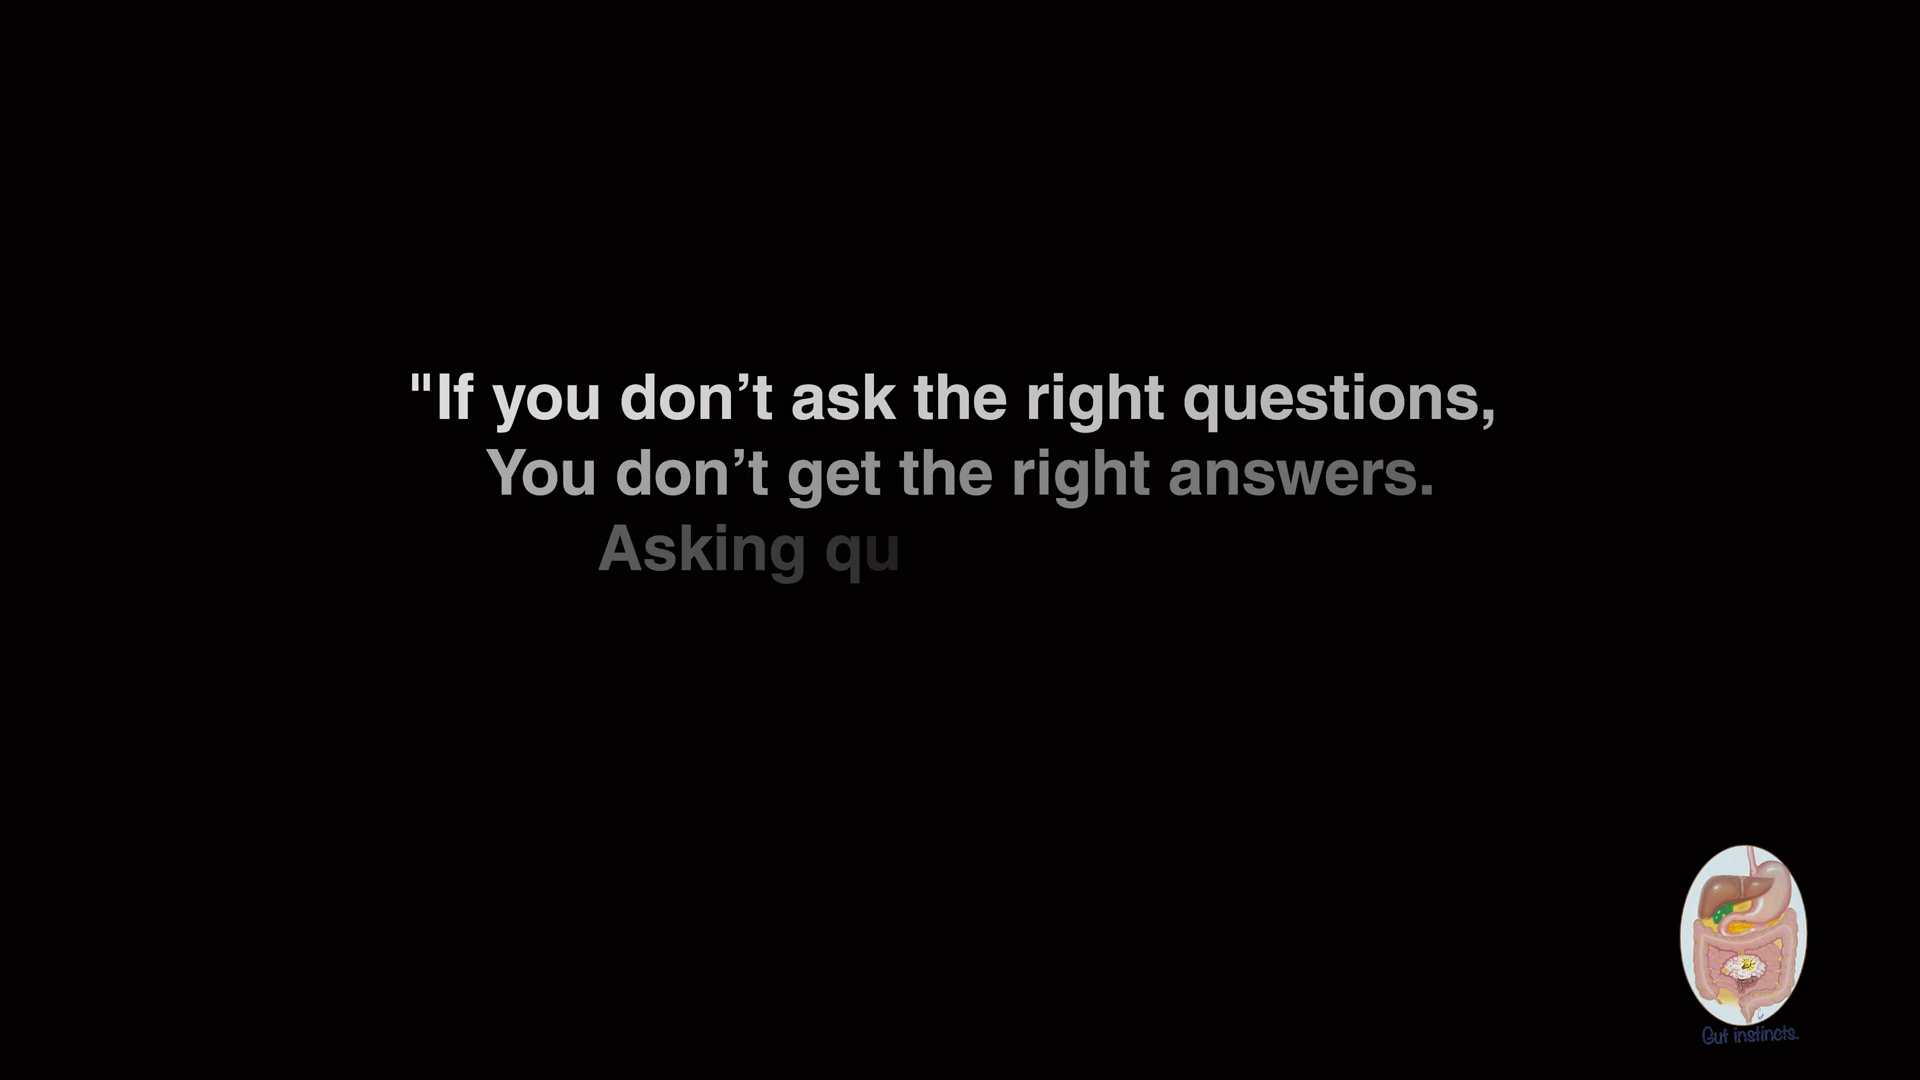 "If you don’t ask the right questions,
You don’t get the right answers.
Asking qu
Gut instincts.